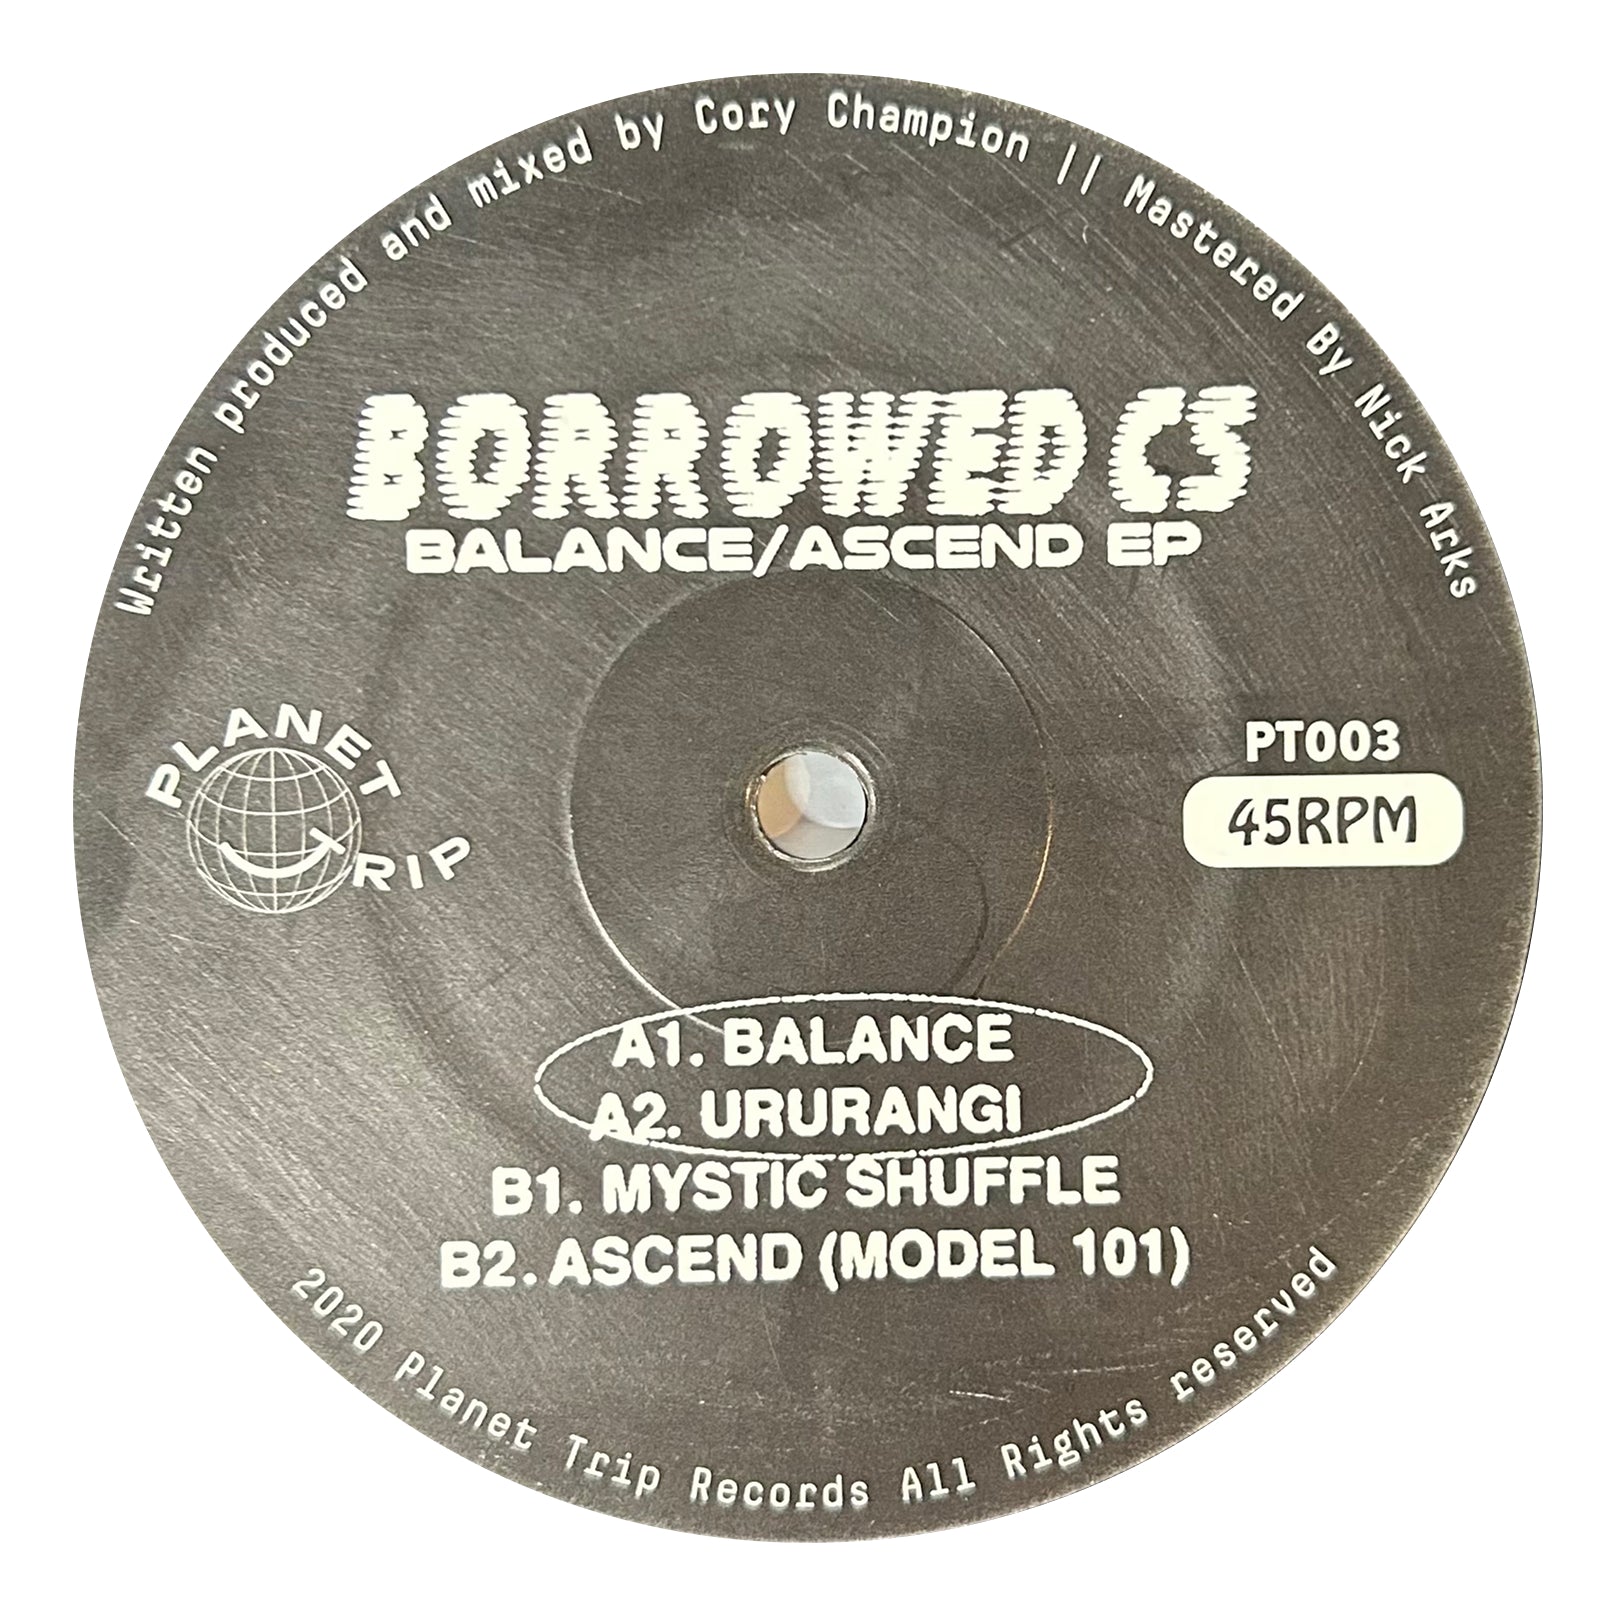 Written produced and mixed by Cory Champion || Mastered By Nick Arks
BORROWED CS
BALANCE/ASCEND EP
PLANET
TRIP
PT003
45RPM
A1. BALANCE
A2. URURANGI
B1. MYSTIC SHUFFLE
B2. ASCEND (MODEL 101)
2020 Planet Trip Records All Rights reserved